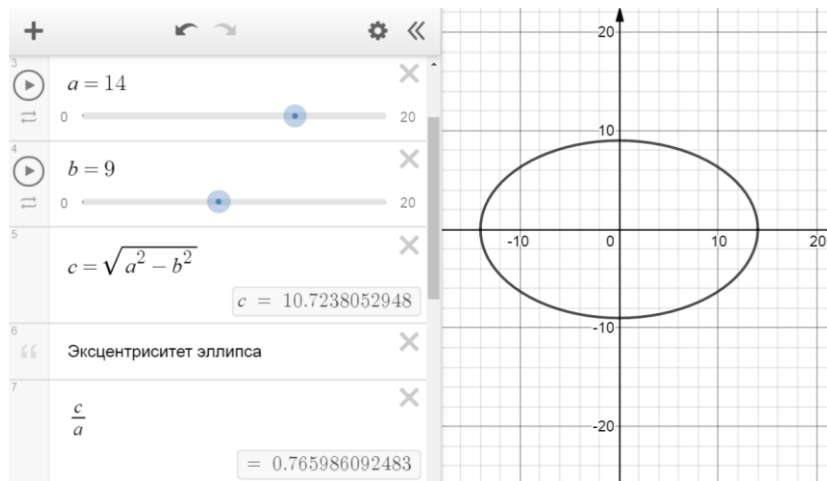 3
a = 14
0 20
4
b = 9
0 20
5
c = √(a² − b²)
c = 10.7238052948
6
“ Эксцентриситет эллипса
7
c/a
= 0.765986092483
20
10
-10 0 10 20
-10
-20